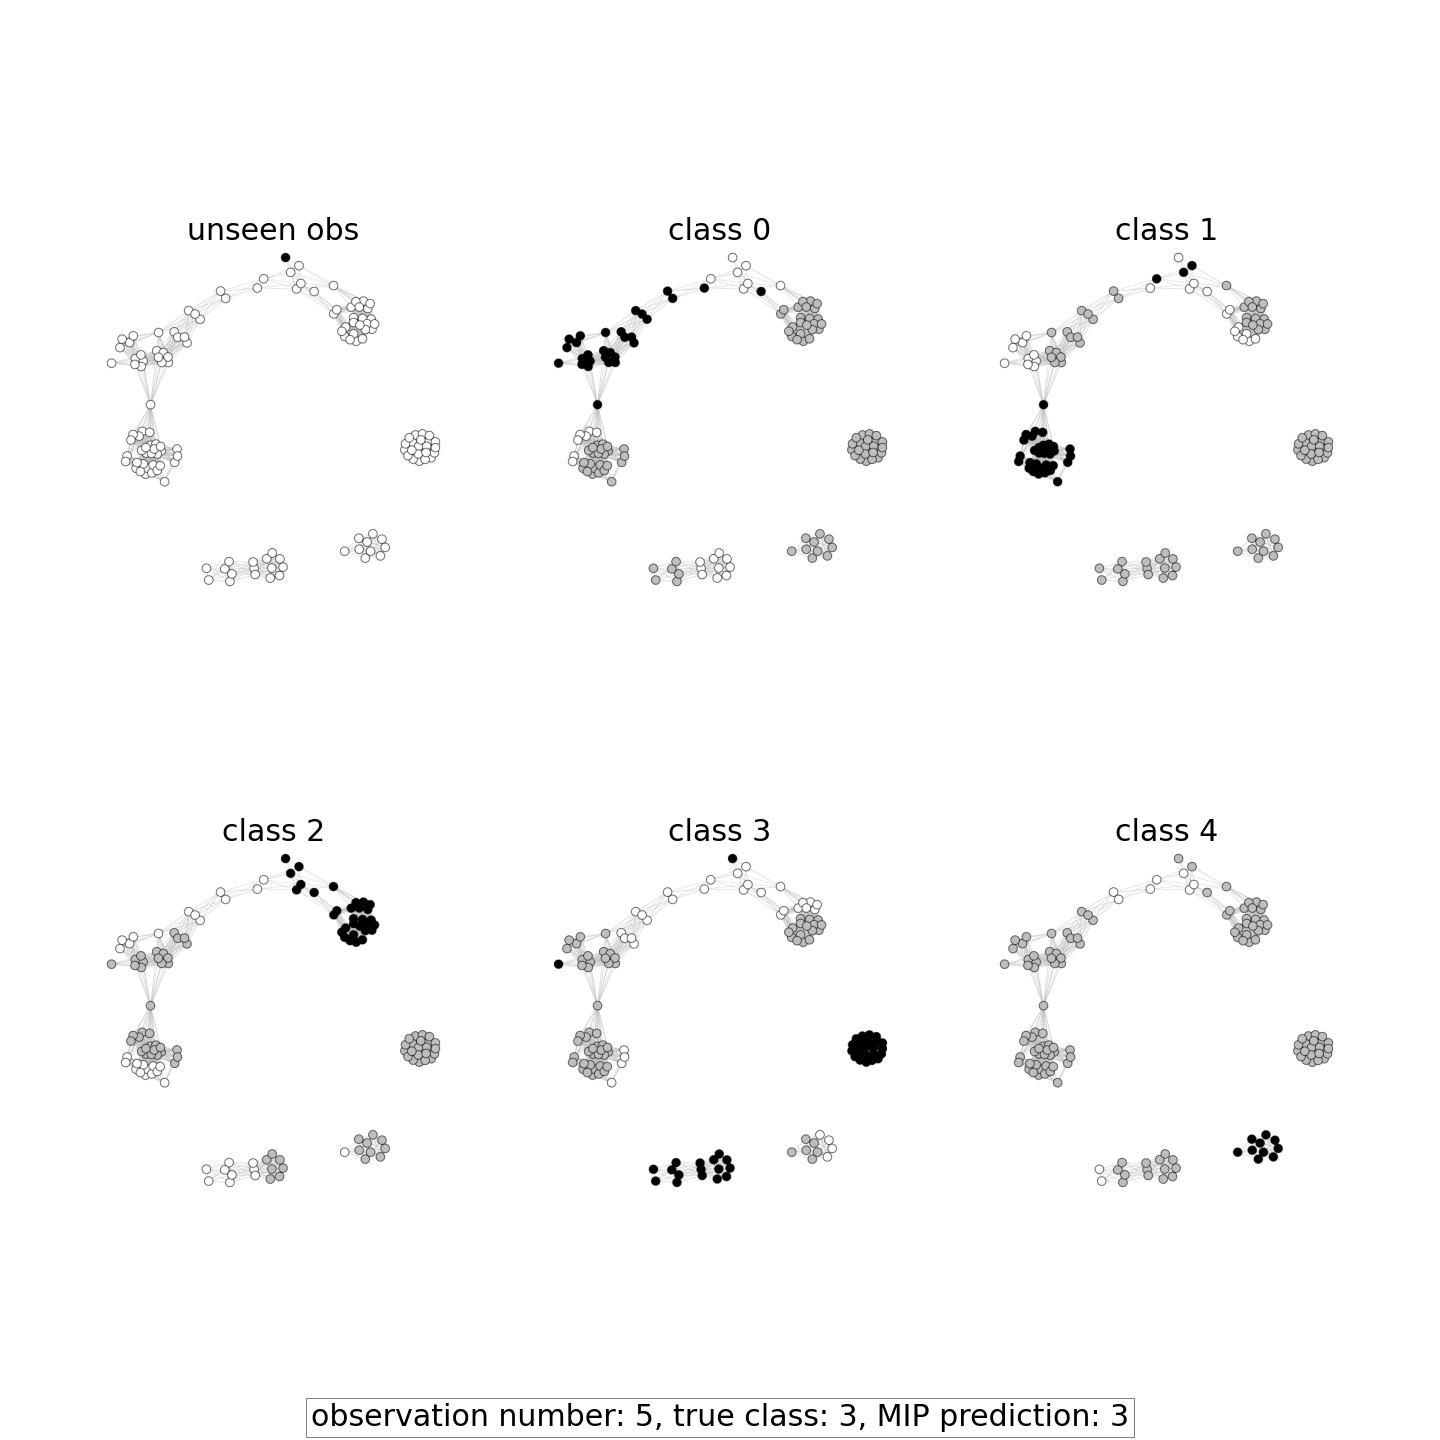 unseen obs
class 0
class 1
class 2
class 3
class 4
observation number: 5, true class: 3, MIP prediction: 3